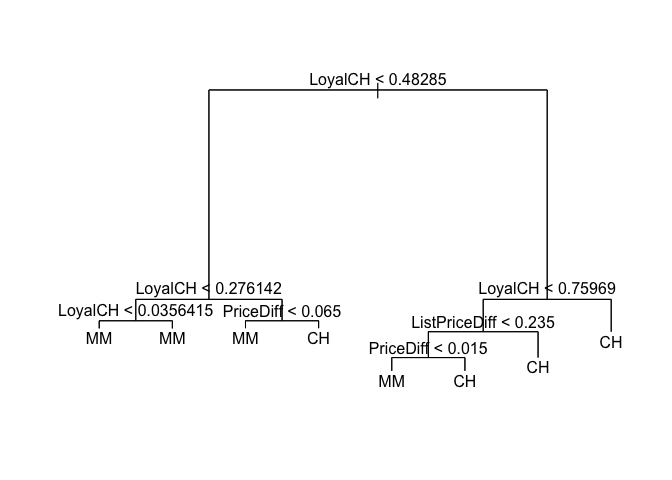 LoyalCH < 0.48285
LoyalCH < 0.276142
LoyalCH < 0.75969
LoyalCH < 0.0356415
PriceDiff < 0.065
ListPriceDiff < 0.235
MM
MM
MM
CH
CH
PriceDiff < 0.015
CH
MM
CH